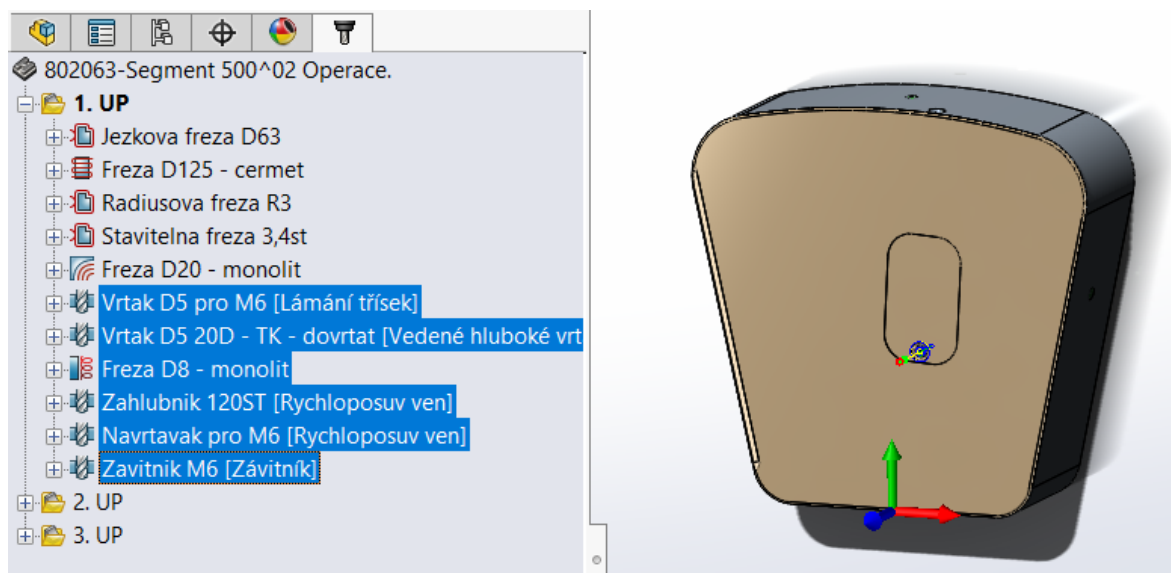 802063-Segment 500^02 Operace.
1. UP
Jezkova freza D63
Freza D125 - cermet
Radiusova freza R3
Stavitelna freza 3,4st
Freza D20 - monolit
Vrtak D5 pro M6 [Lámání třísek]
Vrtak D5 20D - TK - dovrtat [Vedené hluboké vrt
Freza D8 - monolit
Zahlubnik 120ST [Rychloposuv ven]
Navrtavak pro M6 [Rychloposuv ven]
Zavitnik M6 [Závitník]
2. UP
3. UP